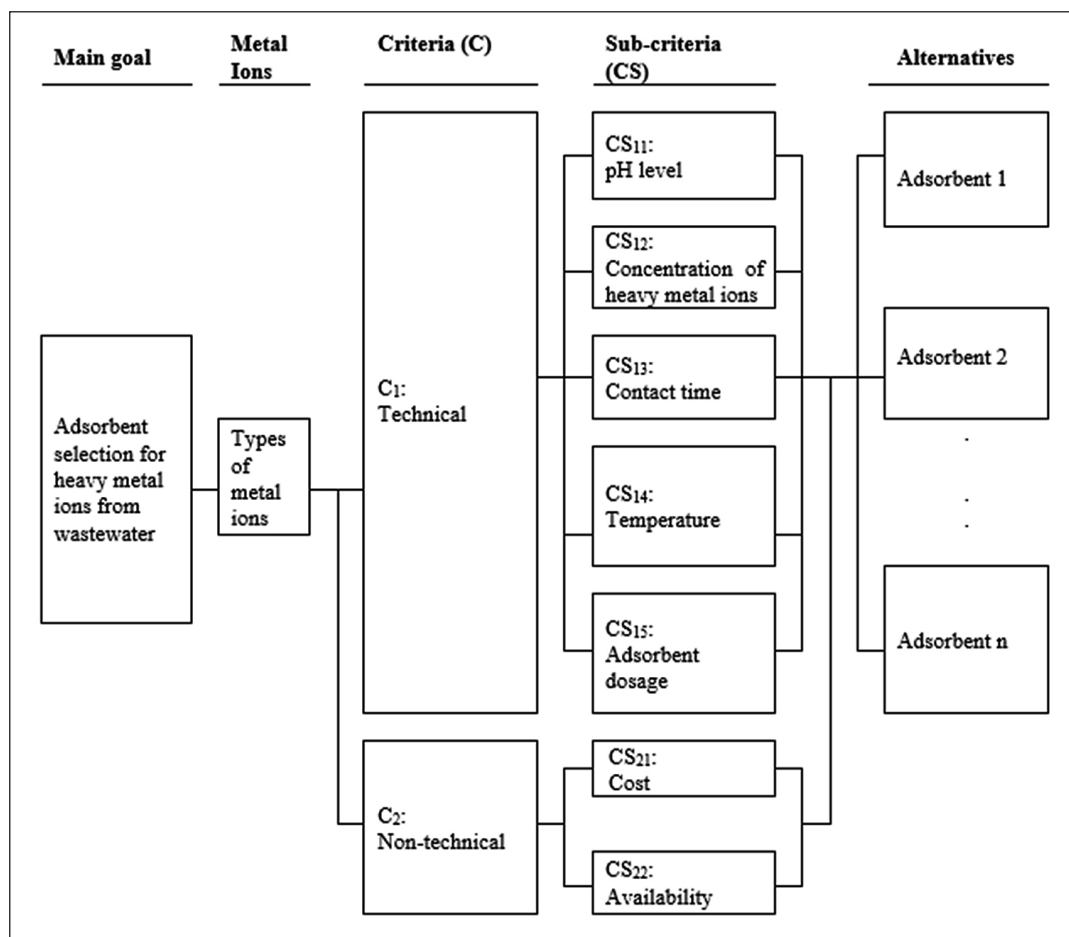 Main goal
Metal
Ions
Criteria (C)
Sub-criteria
(CS)
Alternatives
Adsorbent
selection for
heavy metal
ions from
wastewater
Types
of
metal
ions
C₁:
Technical
C₂:
Non-technical
CS₁₁:
pH level
CS₁₂:
Concentration of
heavy metal ions
CS₁₃:
Contact time
CS₁₄:
Temperature
CS₁₅:
Adsorbent
dosage
CS₂₁:
Cost
CS₂₂:
Availability
Adsorbent 1
Adsorbent 2
.
.
.
Adsorbent n